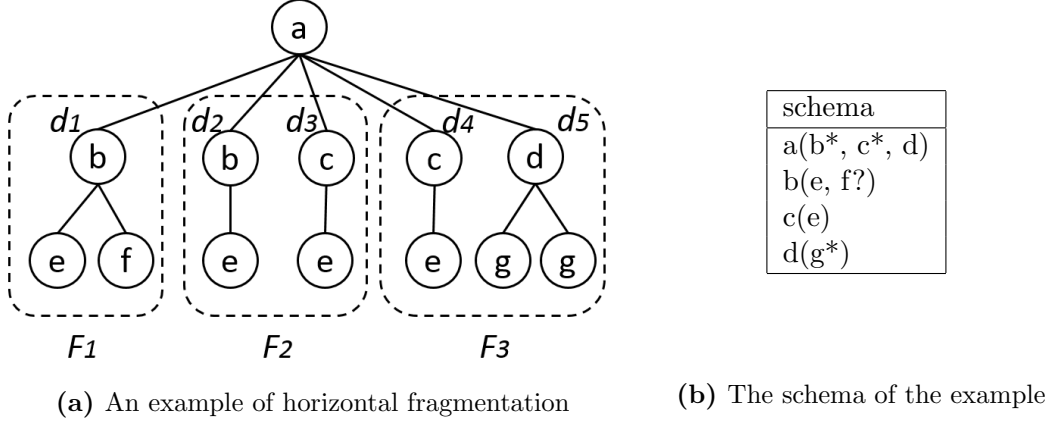 a
d1 d2 d3 d4 d5
b b c c d
e f e e e g g
F1 F2 F3
(a) An example of horizontal fragmentation
schema
a(b*, c*, d)
b(e, f?)
c(e)
d(g*)
(b) The schema of the example